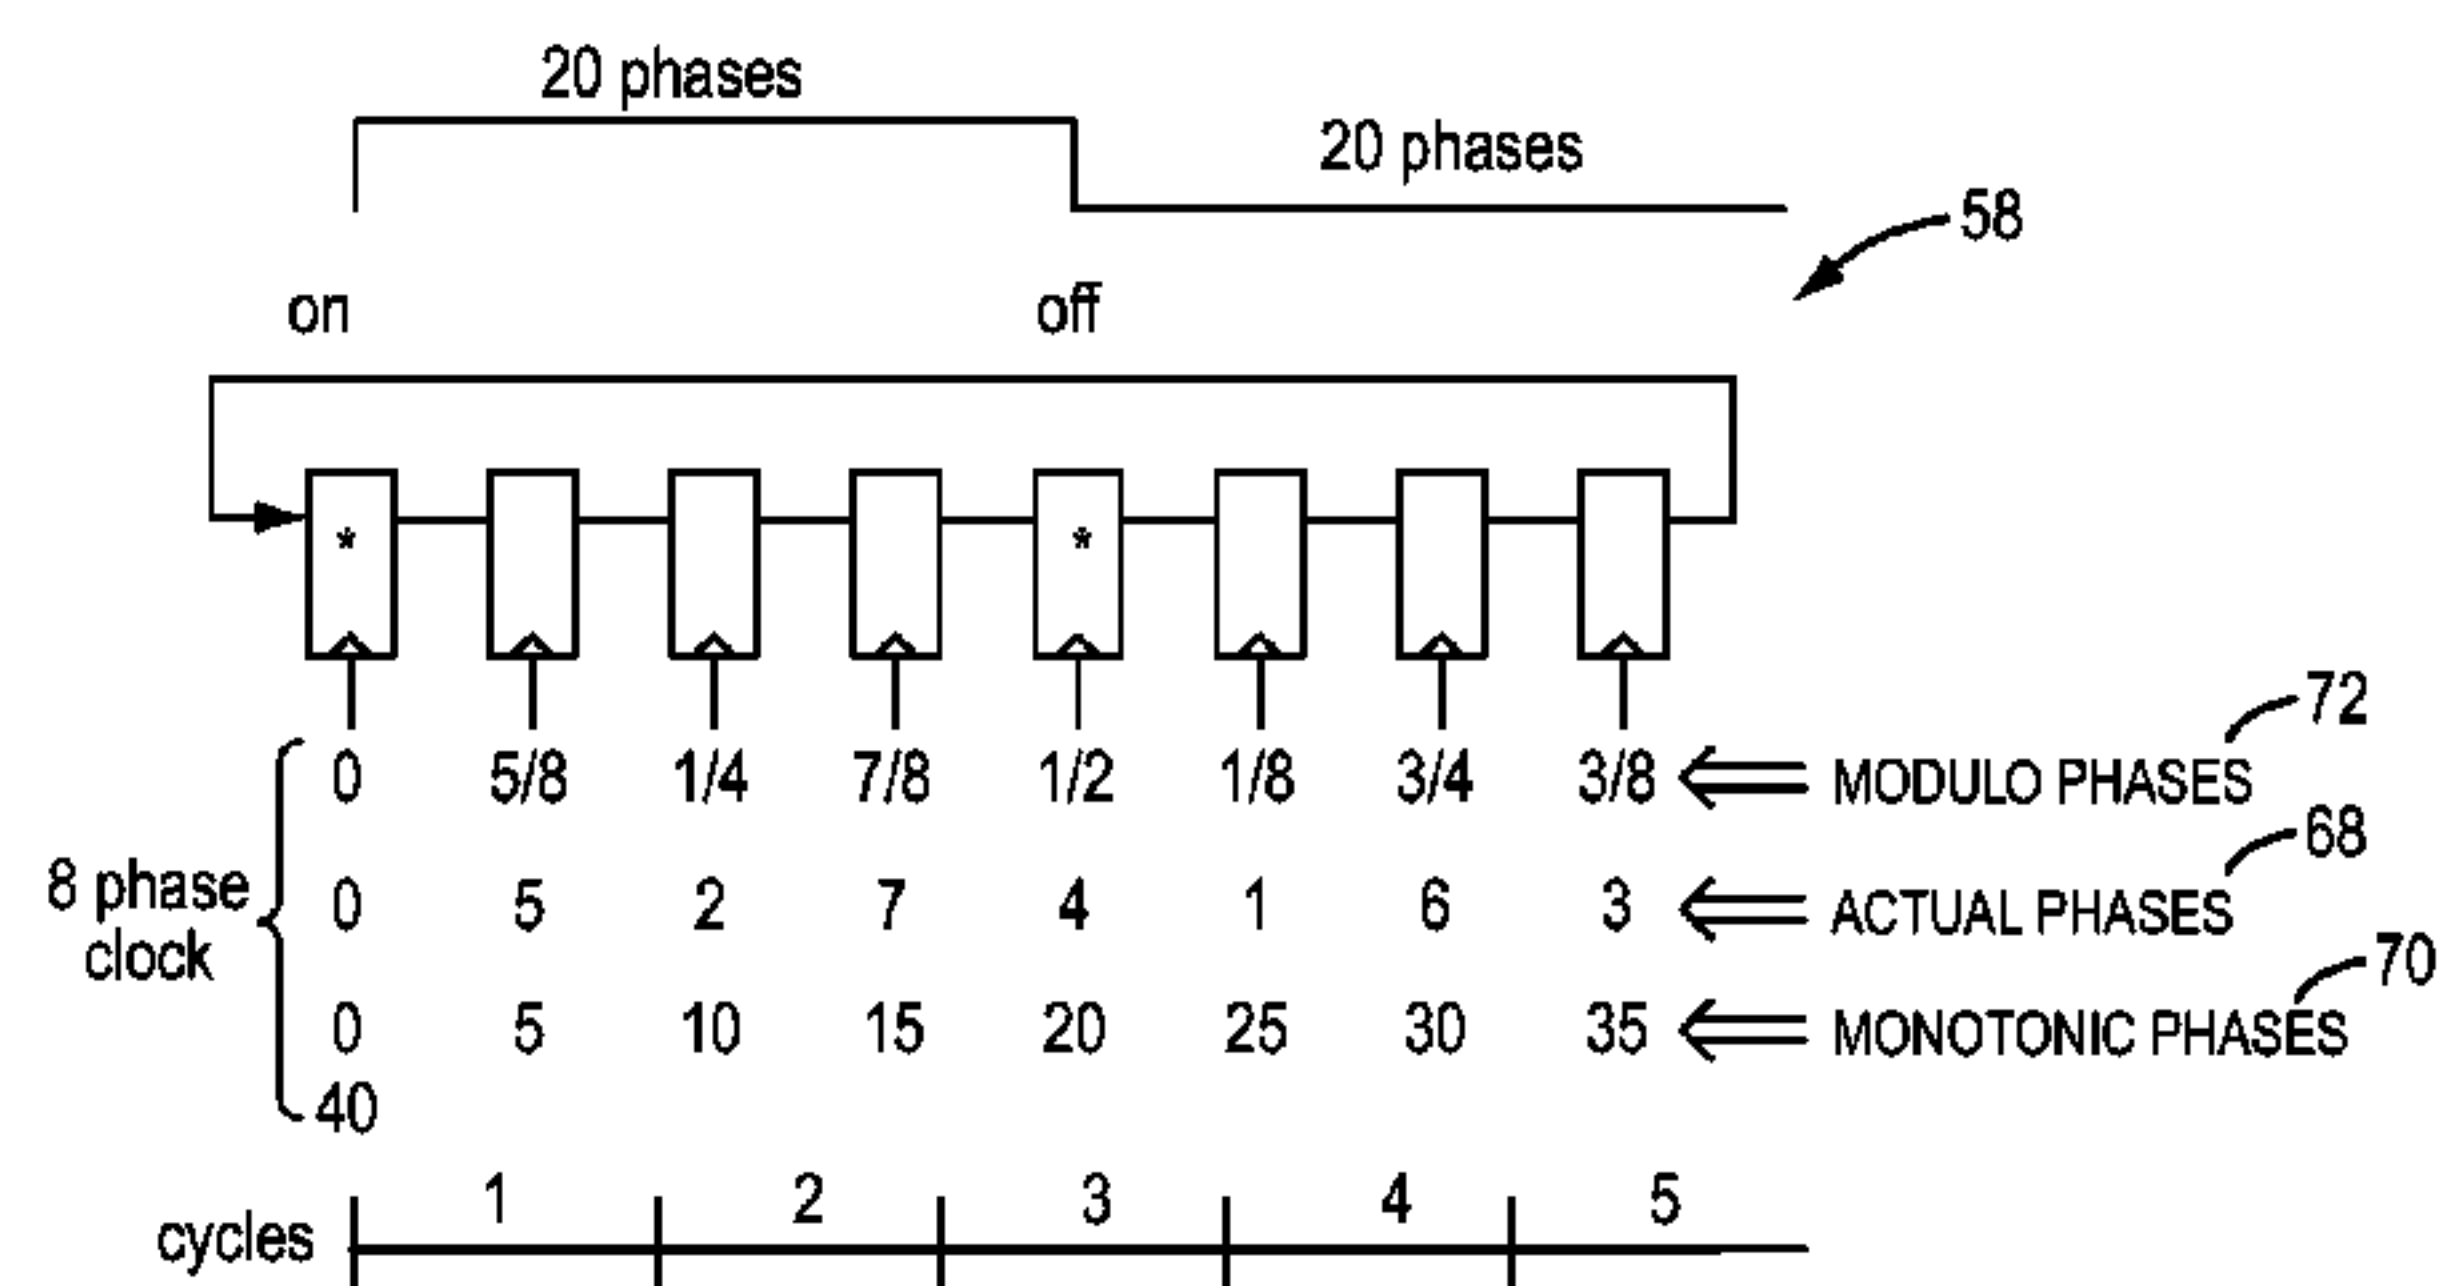 20 phases
20 phases
58
on
off
*
*
72
0 5/8 1/4 7/8 1/2 1/8 3/4 3/8 MODULO PHASES
68
8 phase
clock
0 5 2 7 4 1 6 3 ACTUAL PHASES
70
0 5 10 15 20 25 30 35 MONOTONIC PHASES
40
cycles
1 2 3 4 5